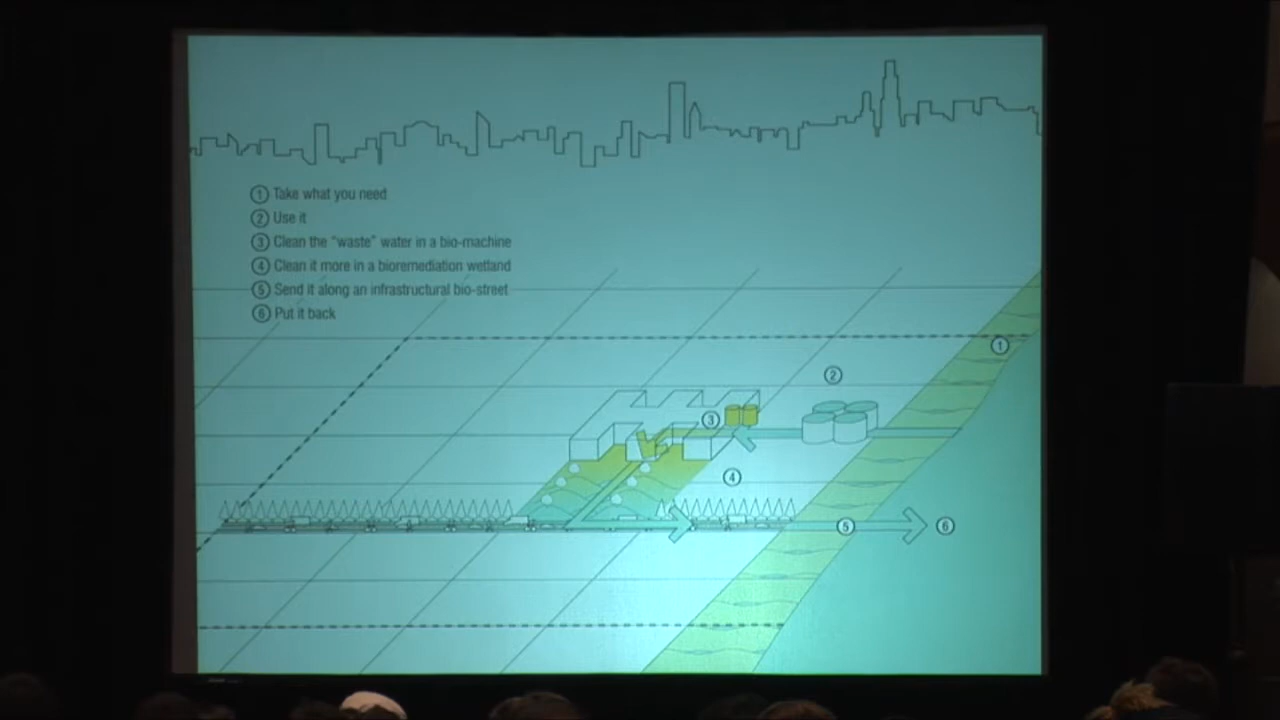 ① Take what you need
② Use it
③ Clean the "waste" water in a bio-machine
④ Clean it more in a bioremediation wetland
⑤ Send it along an infrastructural bio-street
⑥ Put it back
①
②
③
④
⑤ ⑥